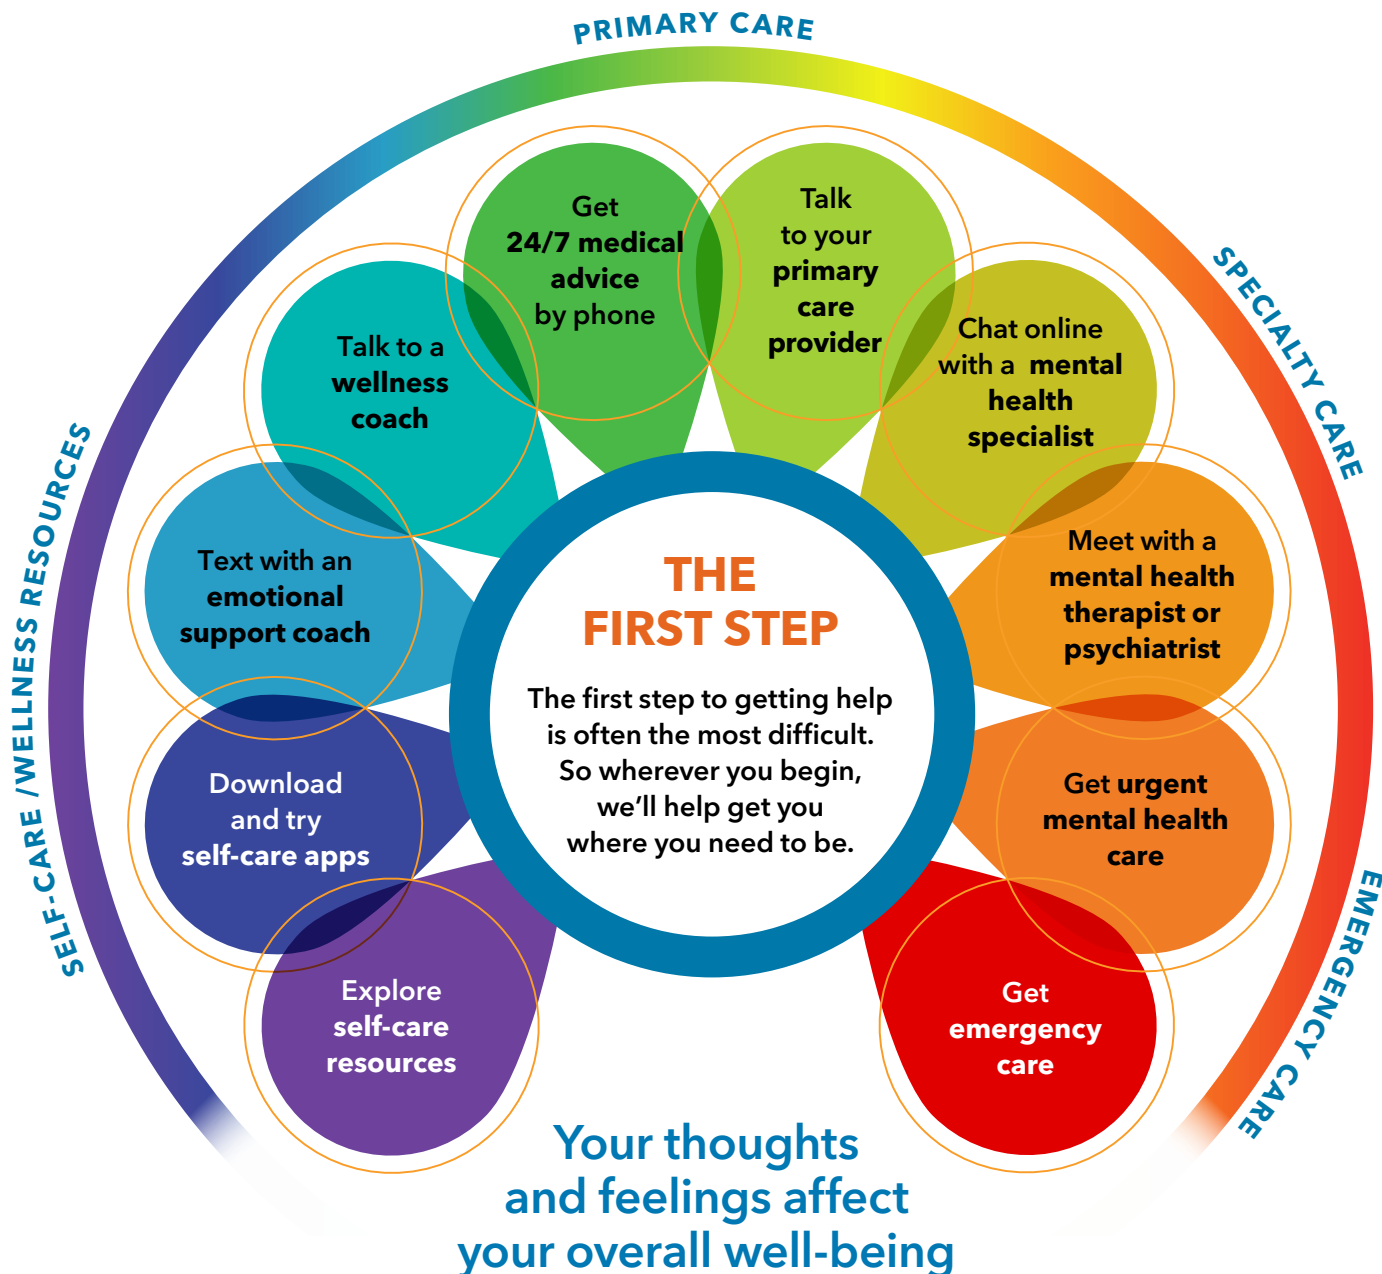 PRIMARY CARE
SPECIALTY CARE
EMERGENCY CARE
SELF-CARE /WELLNESS RESOURCES
Get
24/7 medical
advice
by phone
Talk
to your
primary
care
provider
Talk to a
wellness
coach
Chat online
with a mental
health
specialist
Text with an
emotional
support coach
Meet with a
mental health
therapist or
psychiatrist
Download
and try
self-care apps
Get urgent
mental health
care
Explore
self-care
resources
Get
emergency
care
THE
FIRST STEP
The first step to getting help
is often the most difficult.
So wherever you begin,
we’ll help get you
where you need to be.
Your thoughts
and feelings affect
your overall well-being